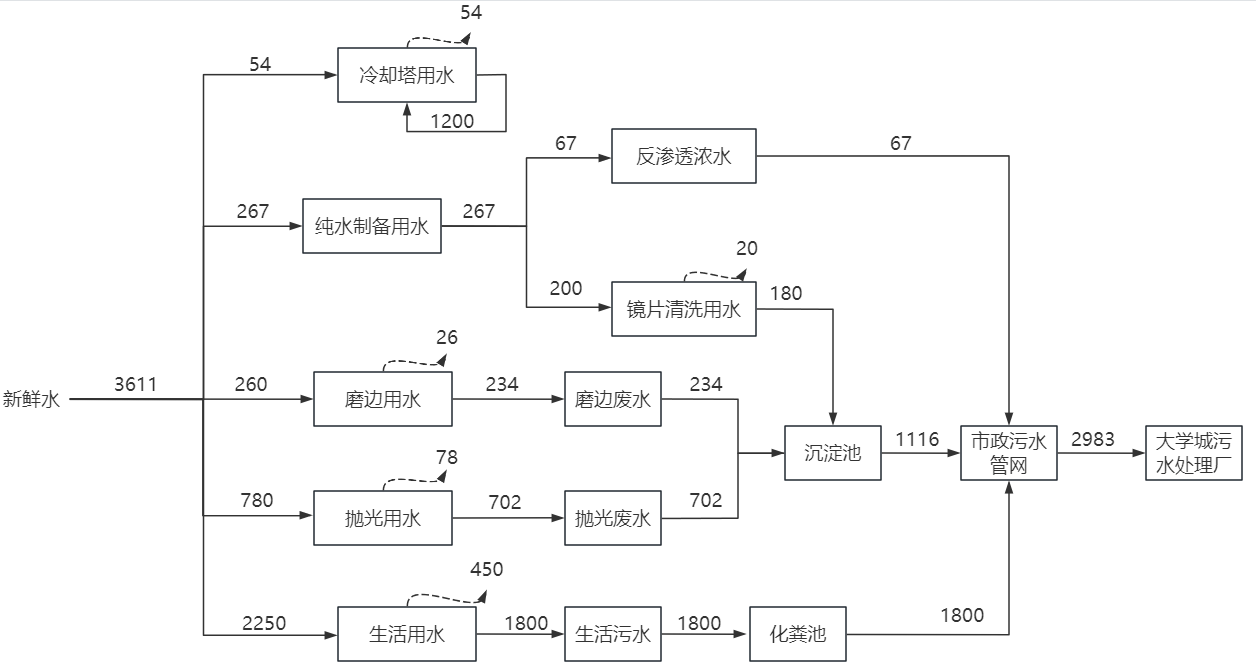 54
54
冷却塔用水
1200
67
反渗透浓水
67
267
纯水制备用水
267
20
200
镜片清洗用水
180
26
新鲜水
3611
260
磨边用水
234
磨边废水
234
沉淀池
1116
市政污水
管网
2983
大学城污
水处理厂
78
780
抛光用水
702
抛光废水
702
450
2250
生活用水
1800
生活污水
1800
化粪池
1800